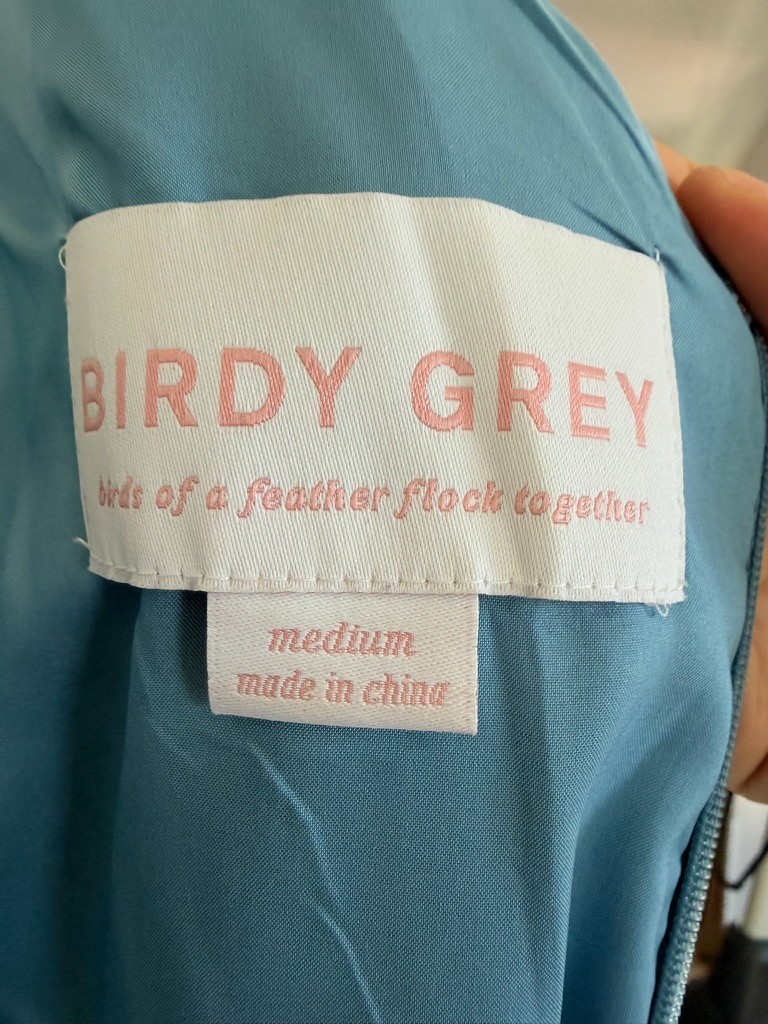 BIRDY GREY
birds of a feather flock together
medium
made in china